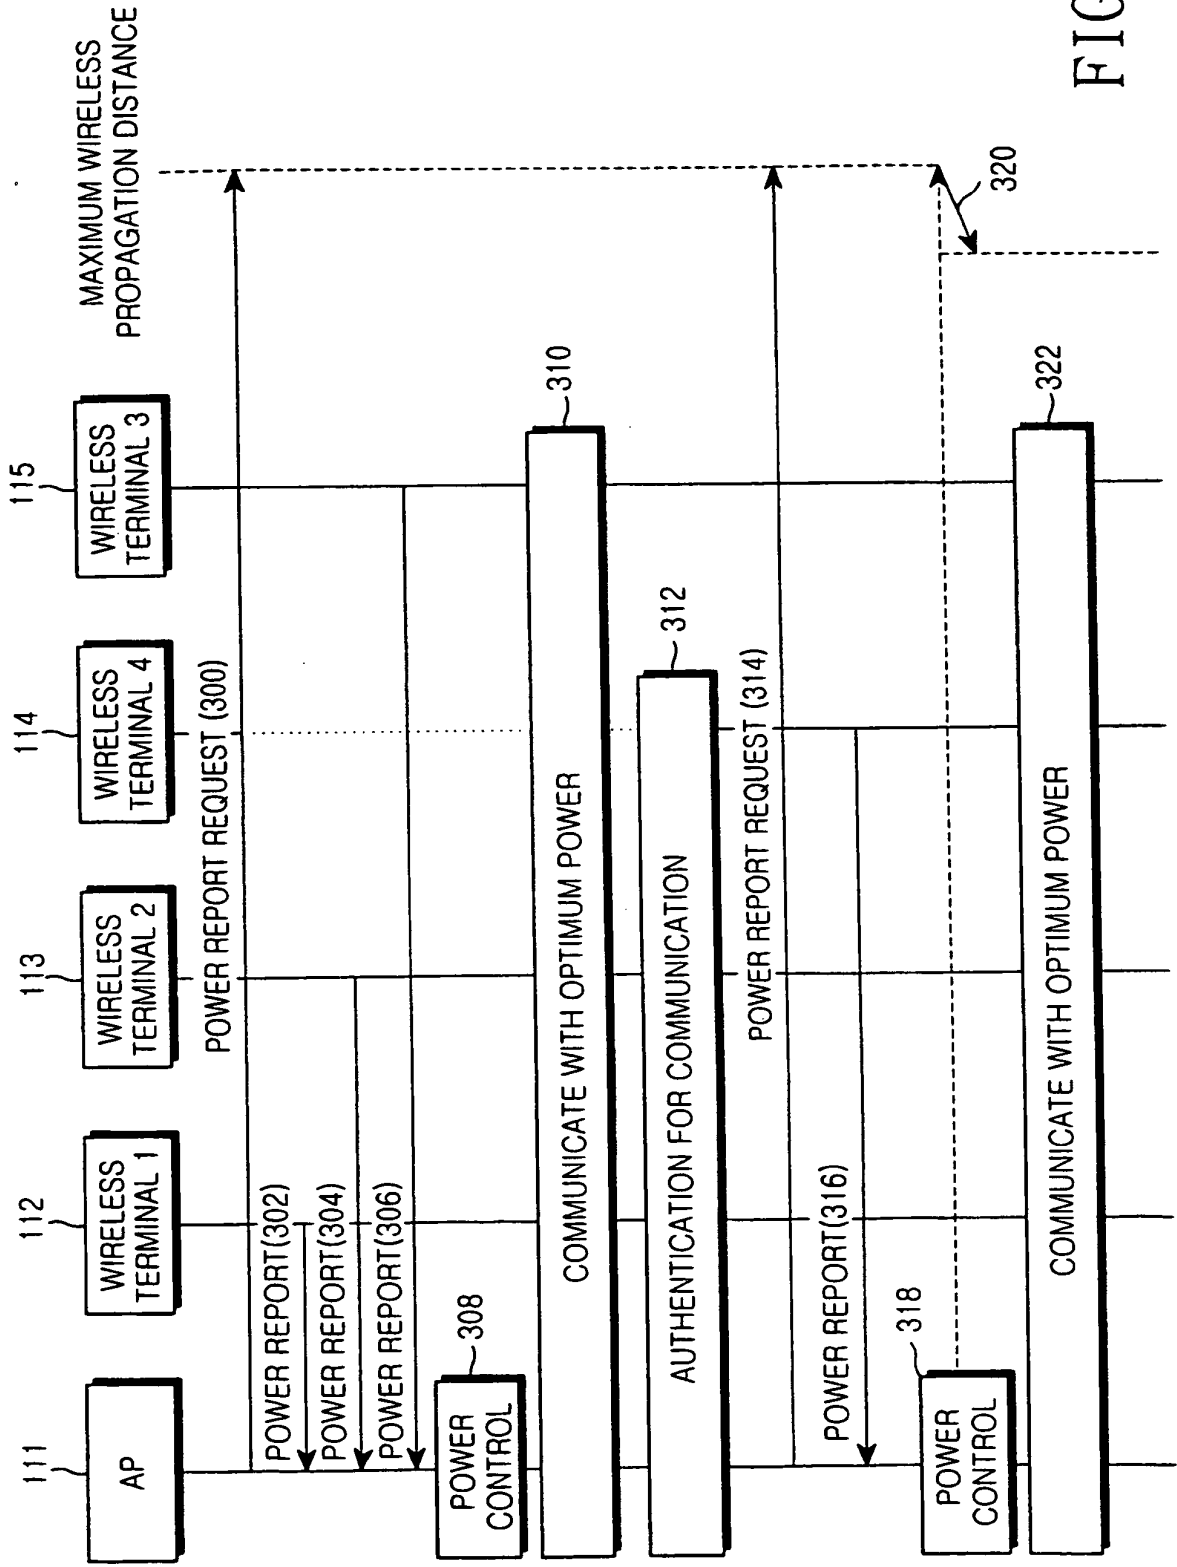 111
AP
112
WIRELESS
TERMINAL 1
113
WIRELESS
TERMINAL 2
114
WIRELESS
TERMINAL 4
115
WIRELESS
TERMINAL 3
MAXIMUM WIRELESS
PROPAGATION DISTANCE
POWER REPORT REQUEST (300)
POWER REPORT(302)
POWER REPORT(304)
POWER REPORT(306)
POWER
CONTROL
308
COMMUNICATE WITH OPTIMUM POWER
310
AUTHENTICATION FOR COMMUNICATION
312
POWER REPORT REQUEST (314)
POWER REPORT(316)
POWER
CONTROL
318
320
COMMUNICATE WITH OPTIMUM POWER
322
FIG